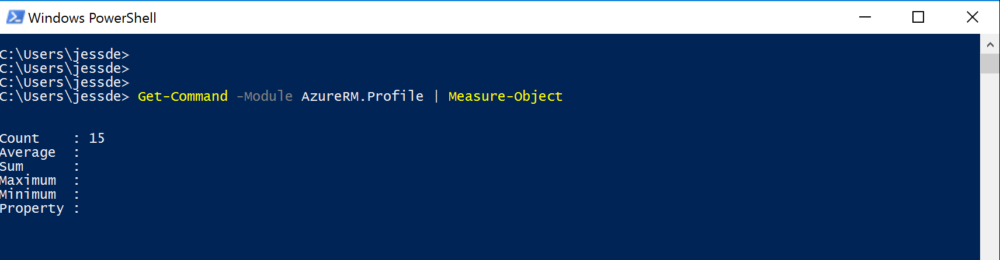 Windows PowerShell
C:\Users\jessde>
C:\Users\jessde>
C:\Users\jessde>
C:\Users\jessde> Get-Command -Module AzureRM.Profile | Measure-Object
Count    : 15
Average  :
Sum      :
Maximum  :
Minimum  :
Property :